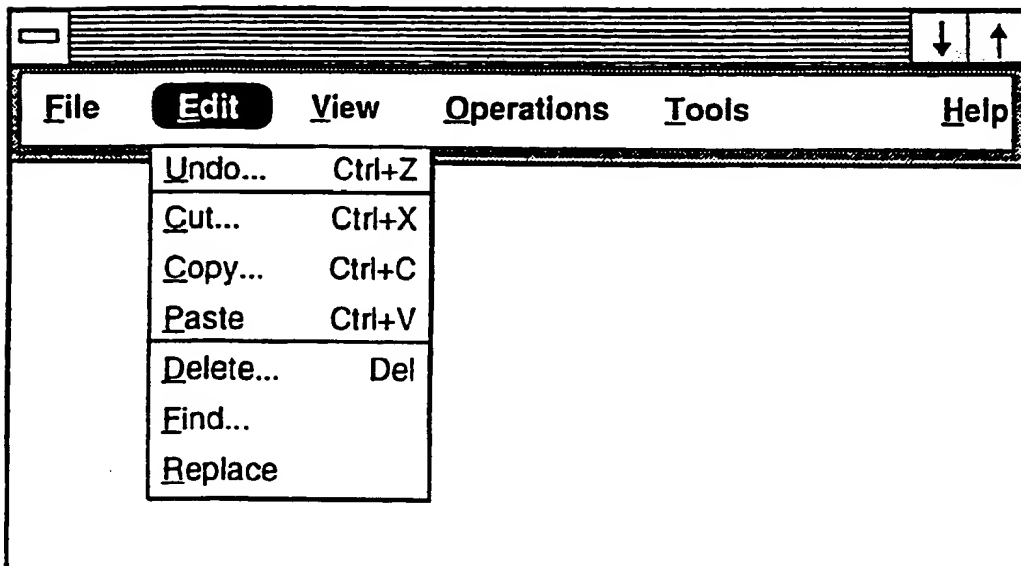 File Edit View Operations Tools Help
Undo... Ctrl+Z
Cut... Ctrl+X
Copy... Ctrl+C
Paste Ctrl+V
Delete... Del
Find...
Replace